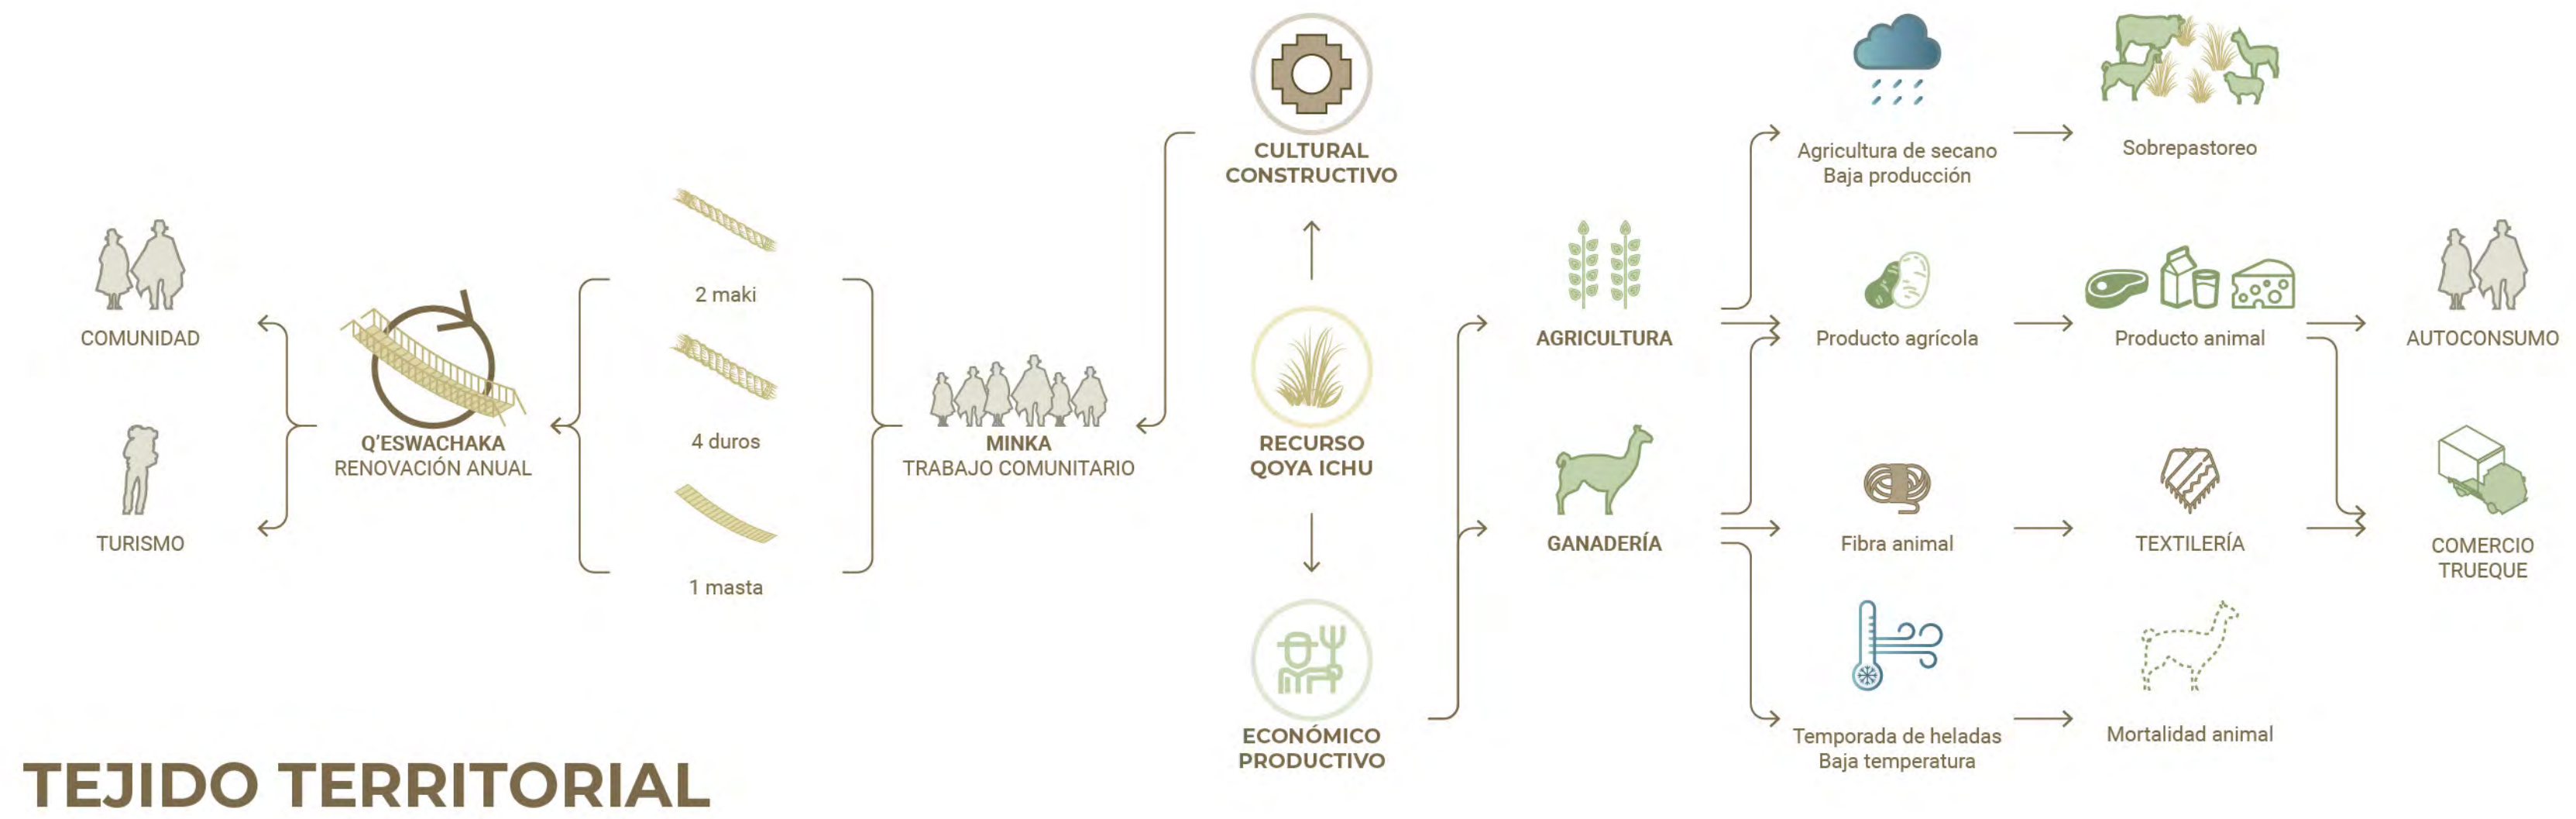 CULTURAL
CONSTRUCTIVO
Agricultura de secano
Baja producción
Sobrepastoreo
COMUNIDAD
TURISMO
Q'ESWACHAKA
RENOVACIÓN ANUAL
2 maki
4 duros
1 masta
MINKA
TRABAJO COMUNITARIO
RECURSO
QOYA ICHU
AGRICULTURA
GANADERÍA
Producto agrícola
Producto animal
AUTOCONSUMO
Fibra animal
TEXTILERÍA
COMERCIO
TRUEQUE
ECONÓMICO
PRODUCTIVO
Temporada de heladas
Baja temperatura
Mortalidad animal
TEJIDO TERRITORIAL